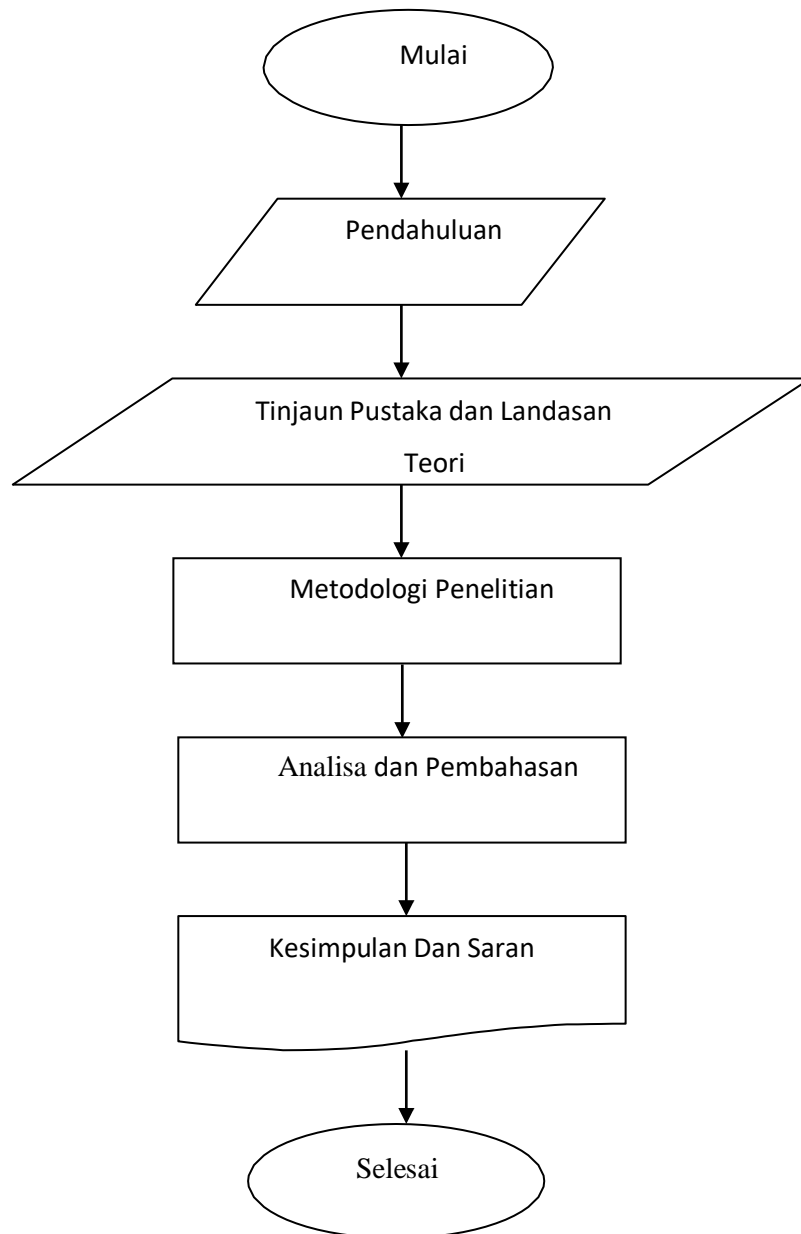 Mulai
Pendahuluan
Tinjaun Pustaka dan Landasan
Teori
Metodologi Penelitian
Analisa dan Pembahasan
Kesimpulan Dan Saran
Selesai